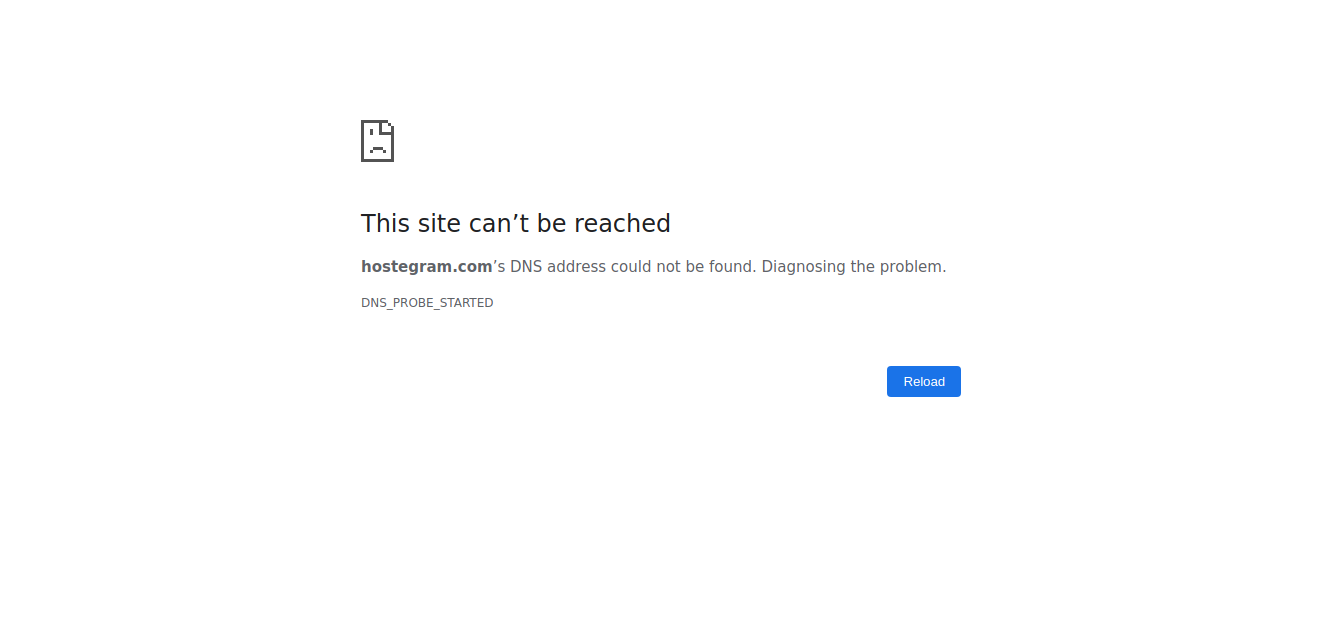 This site can’t be reached
hostegram.com’s DNS address could not be found. Diagnosing the problem.
DNS_PROBE_STARTED
Reload